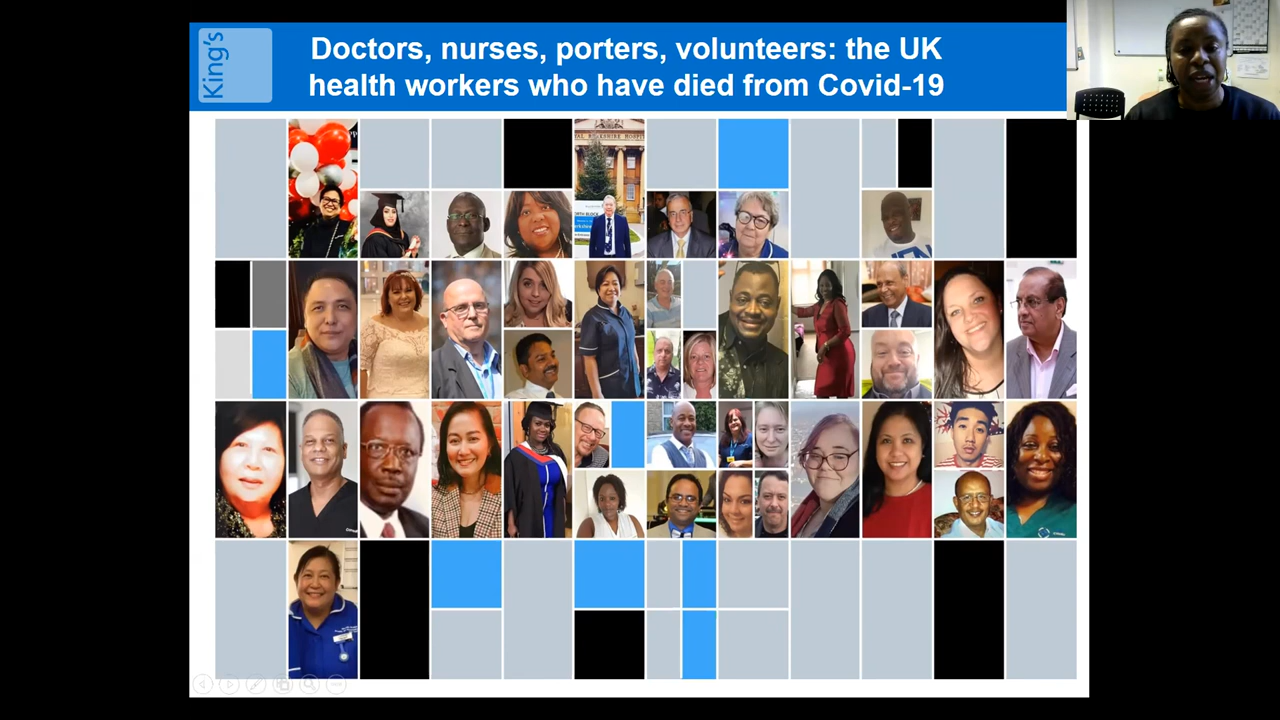 King's
Doctors, nurses, porters, volunteers: the UK
health workers who have died from Covid-19